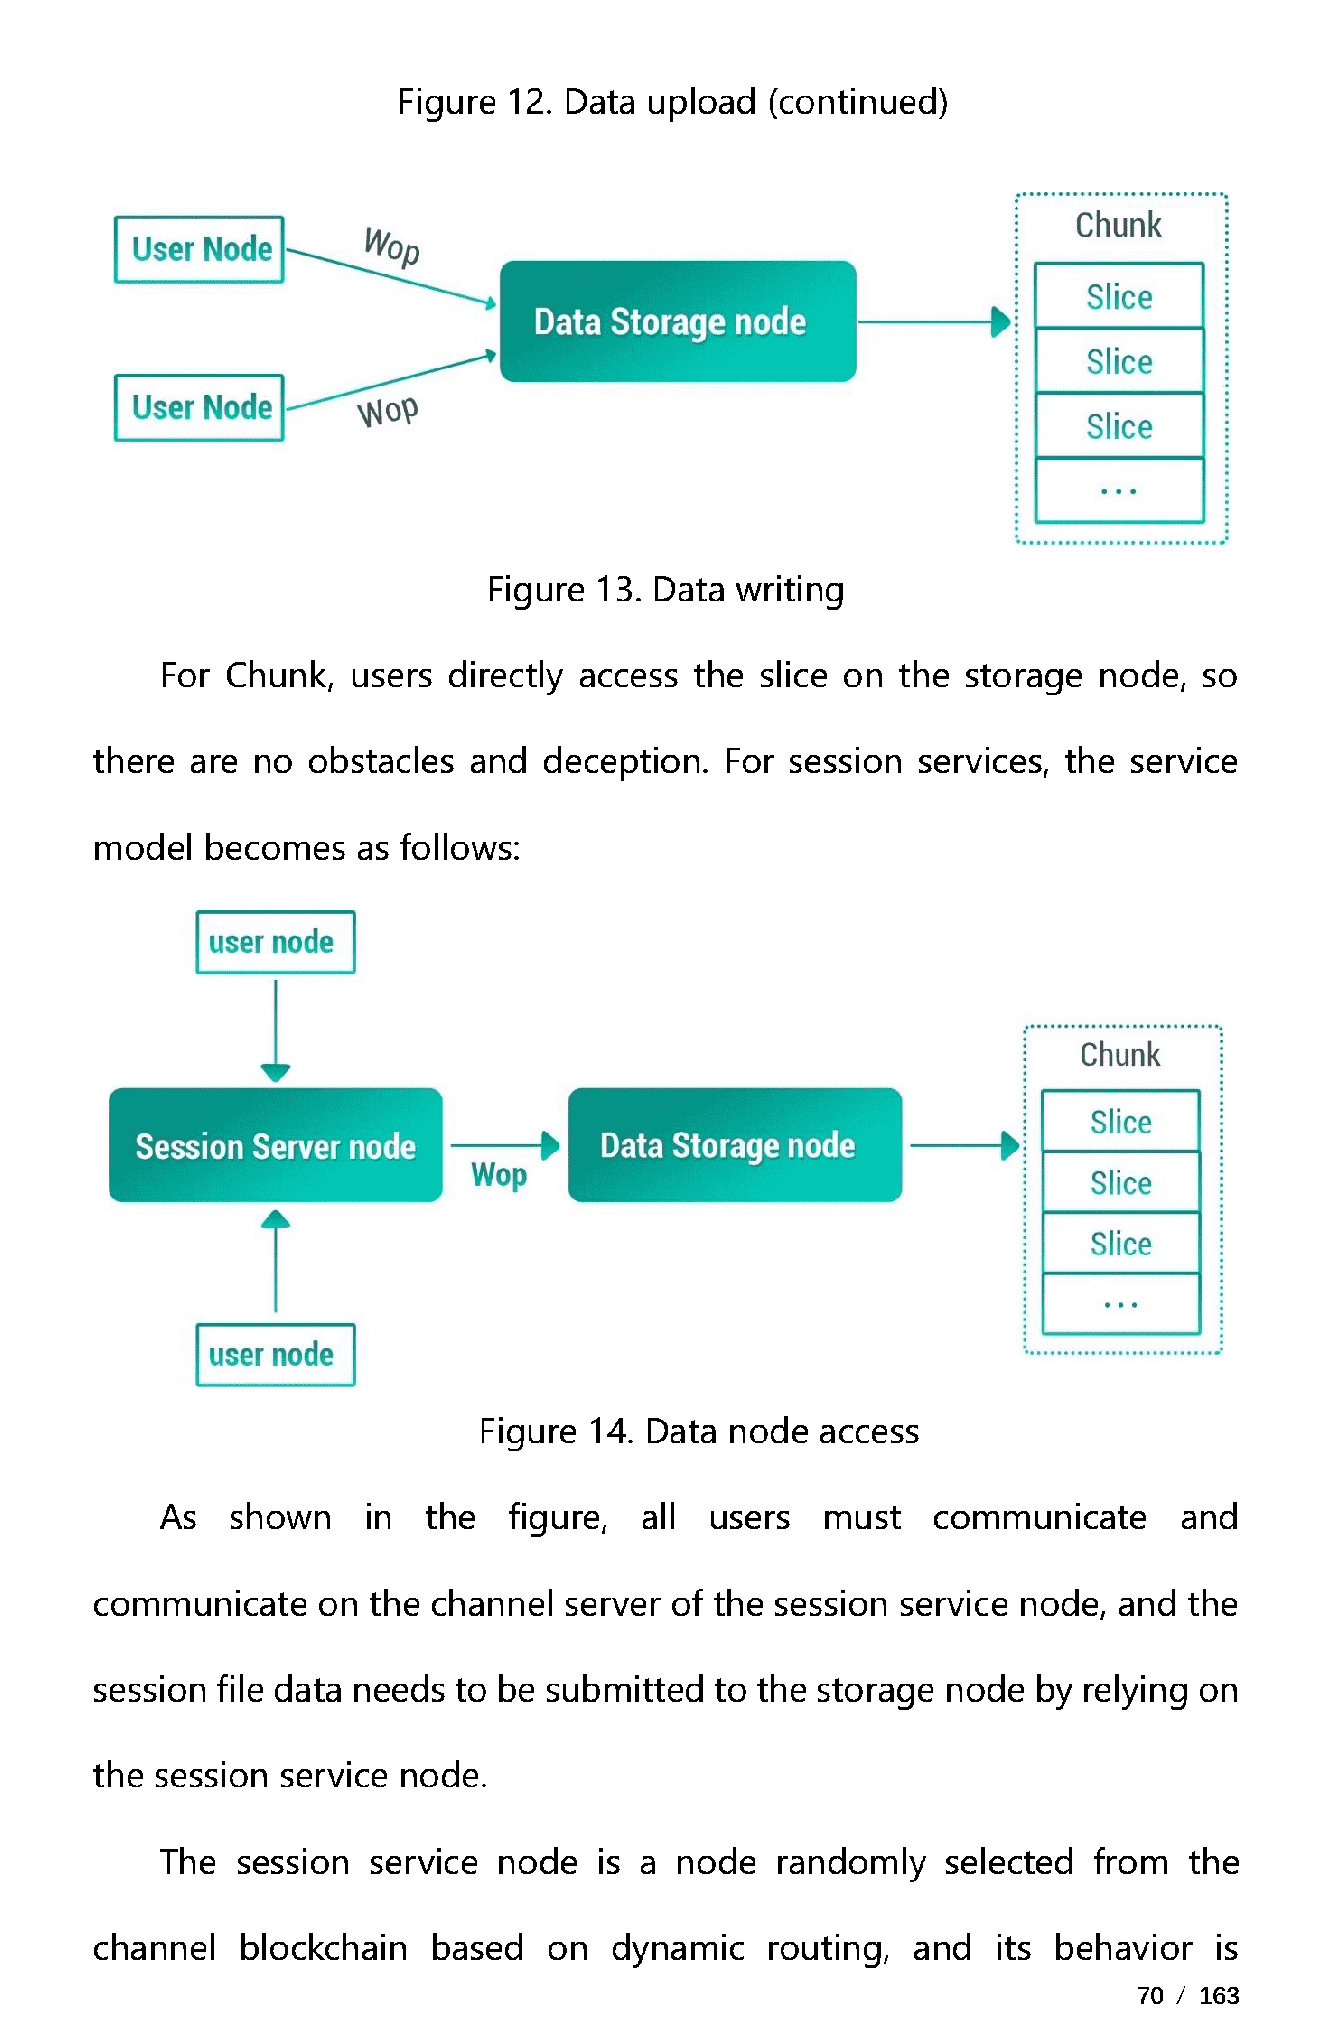 Figure 12. Data upload (continued)
User Node
Wop
Data Storage node
User Node
Wop
Chunk
Slice
Slice
Slice
...
Figure 13. Data writing
For Chunk, users directly access the slice on the storage node, so
there are no obstacles and deception. For session services, the service
model becomes as follows:
user node
Session Server node
Wop
Data Storage node
user node
Chunk
Slice
Slice
Slice
...
Figure 14. Data node access
As shown in the figure, all users must communicate and
communicate on the channel server of the session service node, and the
session file data needs to be submitted to the storage node by relying on
the session service node.
The session service node is a node randomly selected from the
channel blockchain based on dynamic routing, and its behavior is
70 / 163